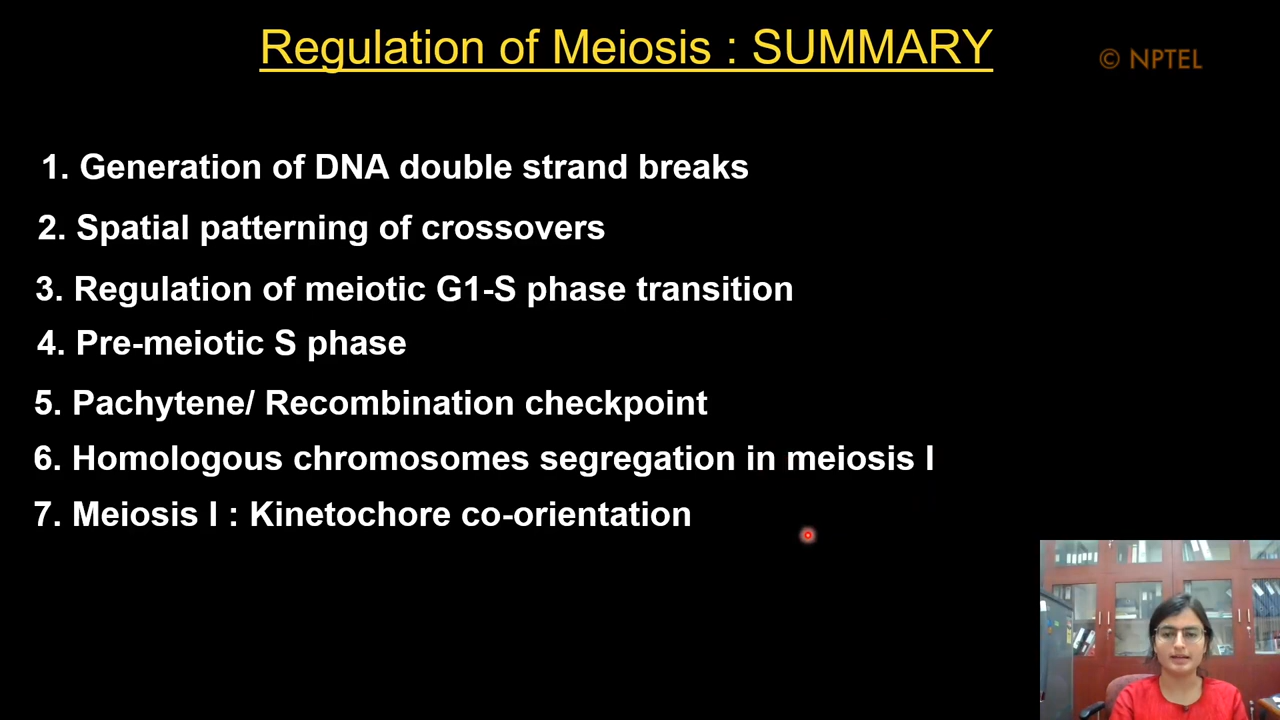 Regulation of Meiosis : SUMMARY
© NPTEL
1. Generation of DNA double strand breaks
2. Spatial patterning of crossovers
3. Regulation of meiotic G1-S phase transition
4. Pre-meiotic S phase
5. Pachytene/ Recombination checkpoint
6. Homologous chromosomes segregation in meiosis I
7. Meiosis I : Kinetochore co-orientation